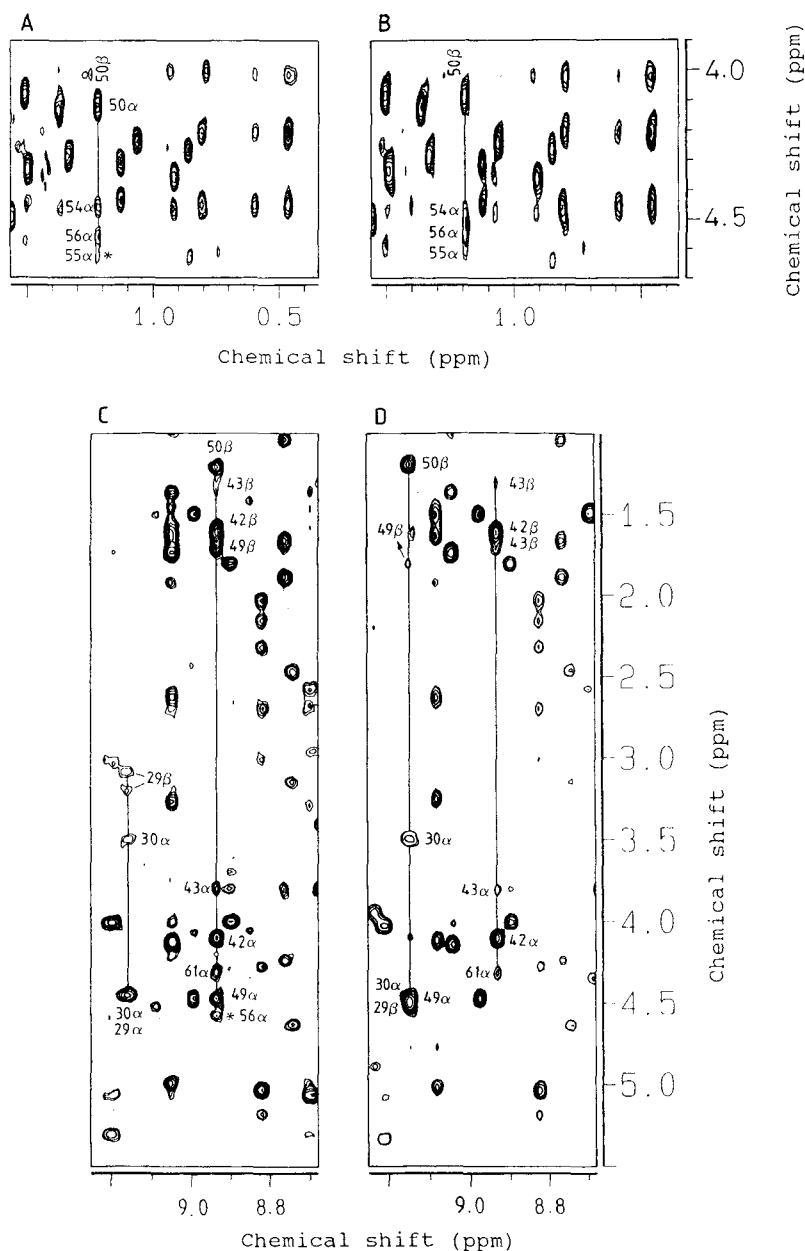 A
B
50β
50α
54α
56α
55α *
50β
54α
56α
55α
4.0
4.5
Chemical shift (ppm)
1.0
0.5
1.0
Chemical shift (ppm)
C
D
50β
43β
42β
49β
29β
30α
43α
42α
61α
49α
* 56α
30α
29α
50β
49β
43β
42β
43β
30α
43α
42α
61α
30α
29β
49α
1.5
2.0
2.5
3.0
3.5
4.0
4.5
5.0
Chemical shift (ppm)
9.0
8.8
9.0
8.8
Chemical shift (ppm)